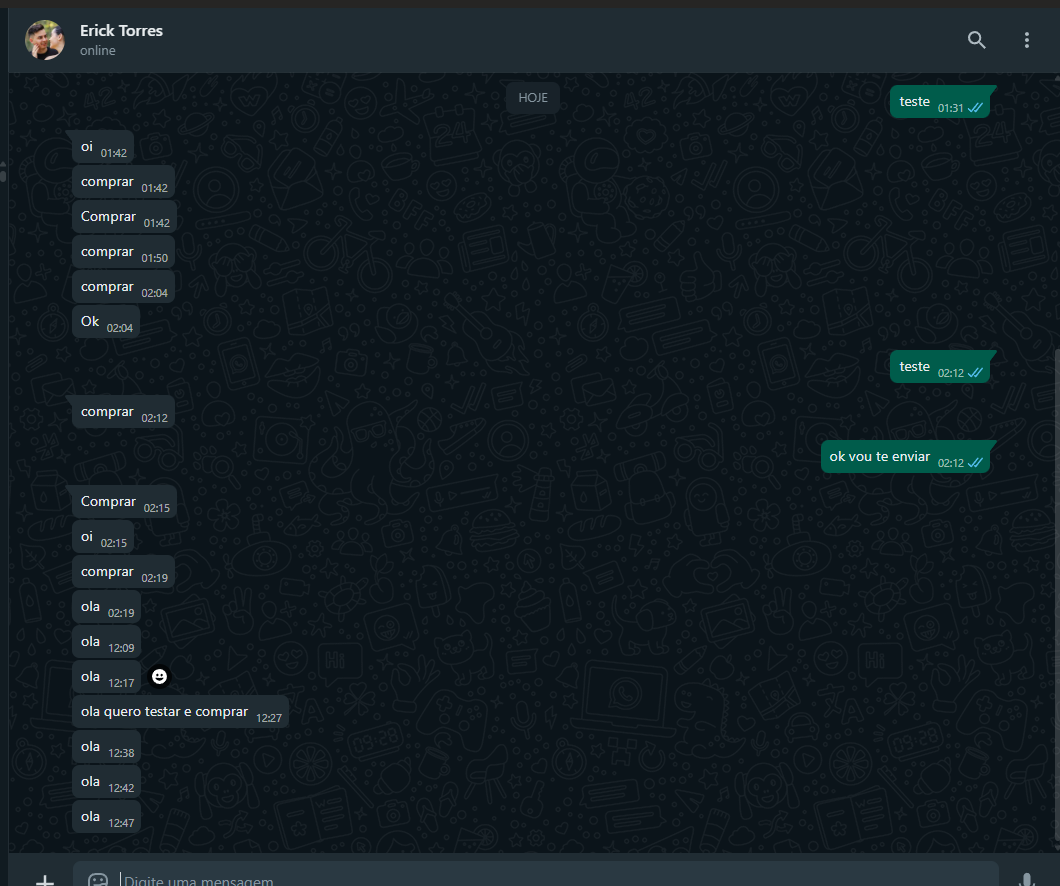 Erick Torres
online
HOJE
teste 01:31
oi 01:42
comprar 01:42
Comprar 01:42
comprar 01:50
comprar 02:04
Ok 02:04
teste 02:12
comprar 02:12
ok vou te enviar 02:12
Comprar 02:15
oi 02:15
comprar 02:19
ola 02:19
ola 12:09
ola 12:17
ola quero testar e comprar 12:27
ola 12:38
ola 12:42
ola 12:47
Digite uma mensagem